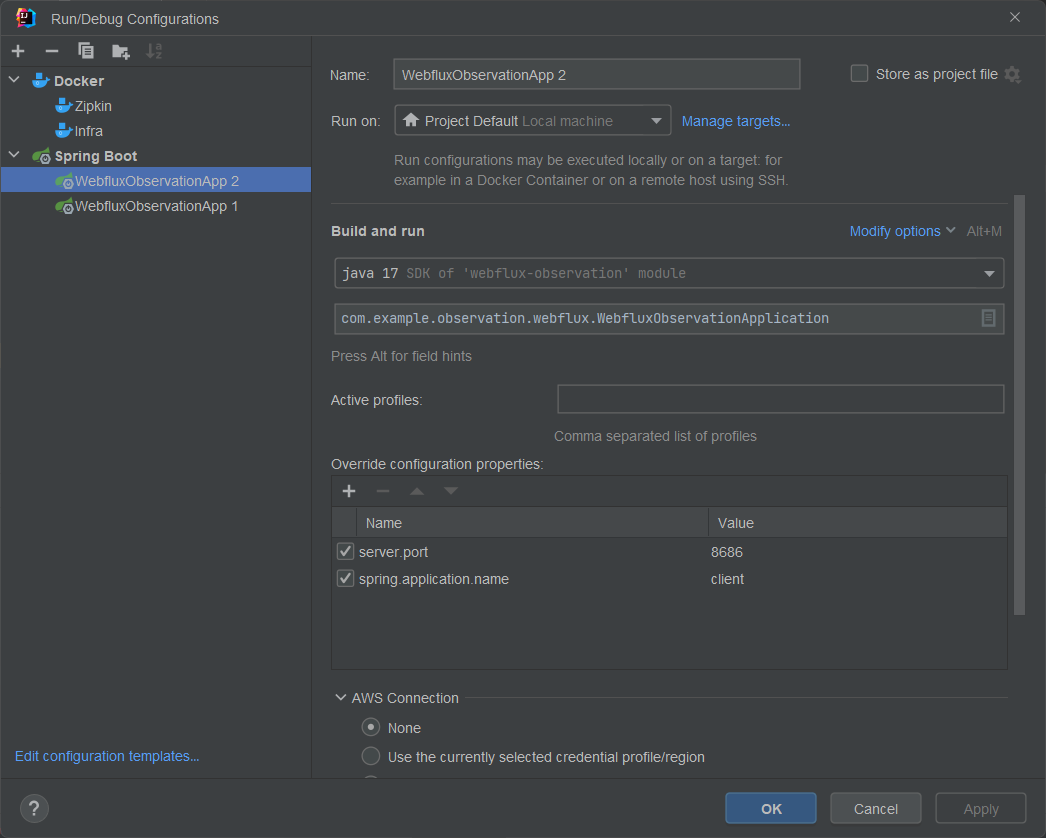 Run/Debug Configurations
Docker
Zipkin
Infra
Spring Boot
WebfluxObservationApp 2
WebfluxObservationApp 1
Edit configuration templates...
Name: WebfluxObservationApp 2
Store as project file
Run on: Project Default Local machine Manage targets...
Run configurations may be executed locally or on a target: for
example in a Docker Container or on a remote host using SSH.
Build and run Modify options Alt+M
java 17 SDK of 'webflux-observation' module
com.example.observation.webflux.WebfluxObservationApplication
Press Alt for field hints
Active profiles:
Comma separated list of profiles
Override configuration properties:
Name Value
server.port 8686
spring.application.name client
AWS Connection
None
Use the currently selected credential profile/region
? OK Cancel Apply